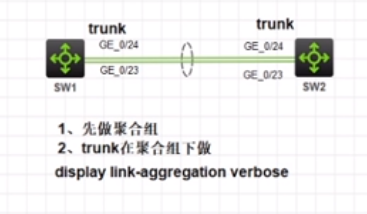 trunk trunk
GE_0/24 GE_0/24
GE_0/23 GE_0/23
SW1 SW2
1、先做聚合组
2、trunk在聚合组下做
display link-aggregation verbose